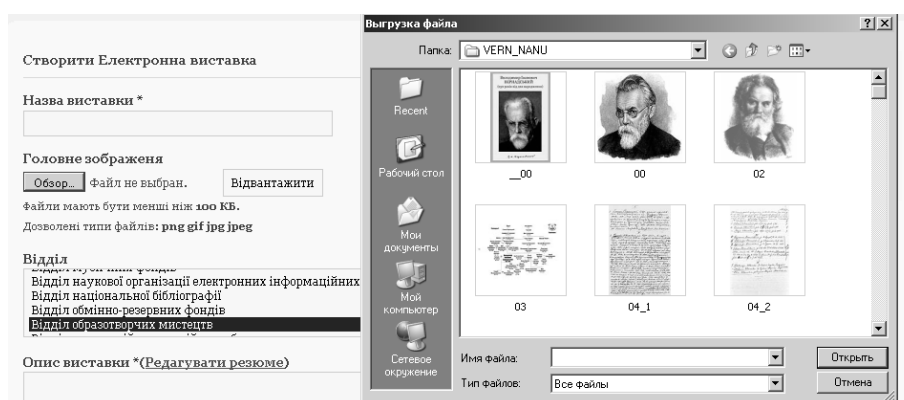 Створити Електронна виставка
Назва виставки *
Головне зображеня
Обзор... Файл не выбран. Відвантажити
Файли мають бути менші ніж 100 КБ.
Дозволені типи файлів: png gif jpg jpeg
Відділ
Відділ наукової організації електронних інформаційних
Відділ національної бібліографії
Відділ обмінно-резервних фондів
Відділ образотворчих мистецтв
Опис виставки *(Редагувати резюме)
Выгрузка файла
Папка: VERN_NANU
Recent
Рабочий стол
Мои
документы
Мой
компьютер
Сетевое
окружение
__00 00 02
03 04_1 04_2
Имя файла: Открыть
Тип файлов: Все файлы Отмена